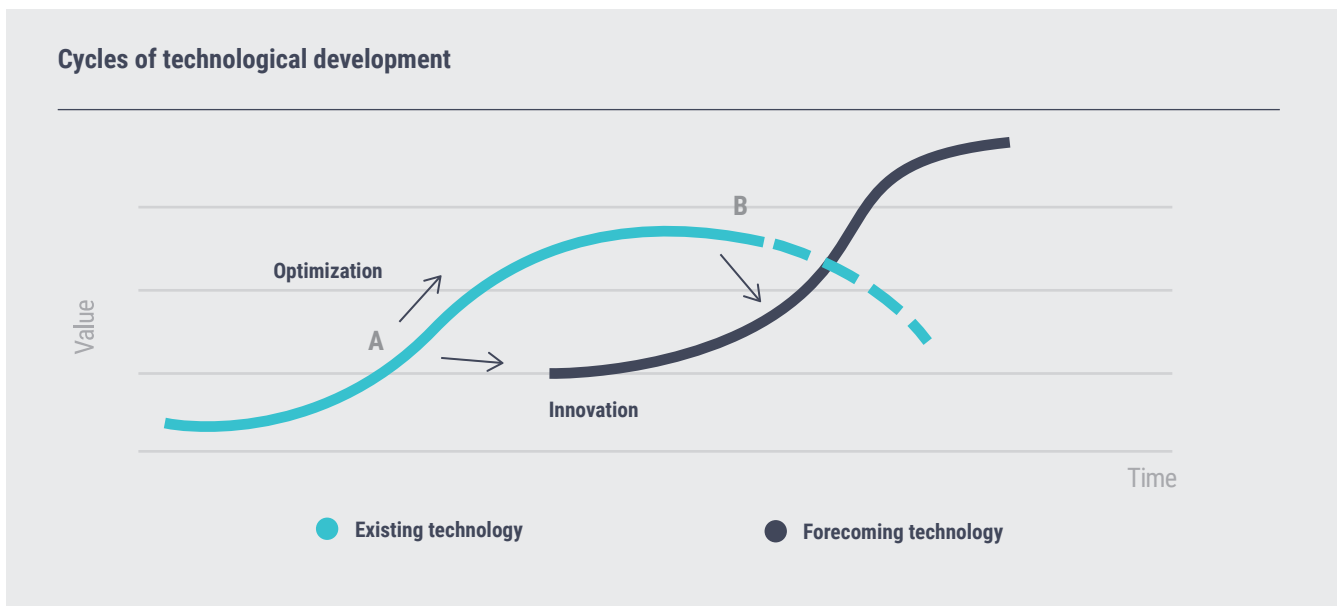 Cycles of technological development
B
Optimization
Value
A
Innovation
Time
Existing technology
Forecoming technology